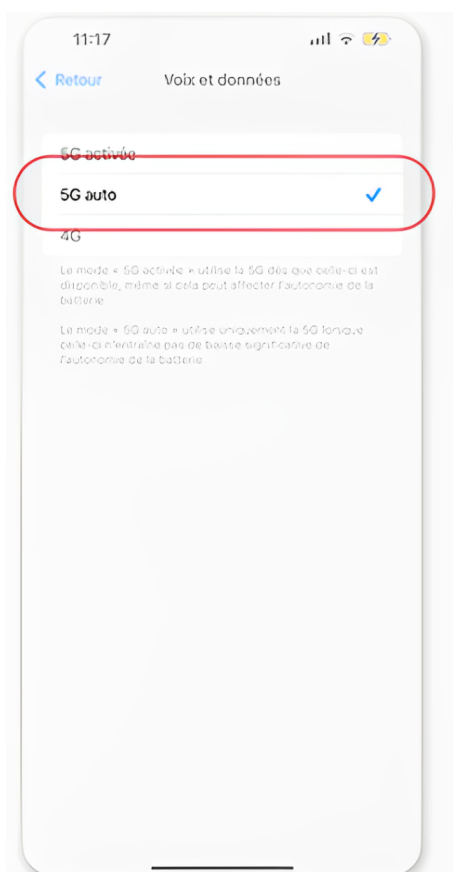 11:17
Retour
Voix et données
5G activée
5G auto
4G
Le mode « 5G activée » utilise la 5G dès que celle-ci est
disponible, même si cela peut affecter l'autonomie de la
batterie.
Le mode « 5G auto » utilise uniquement la 5G lorsque
celle-ci n'entraîne pas de baisse significative de
l'autonomie de la batterie.